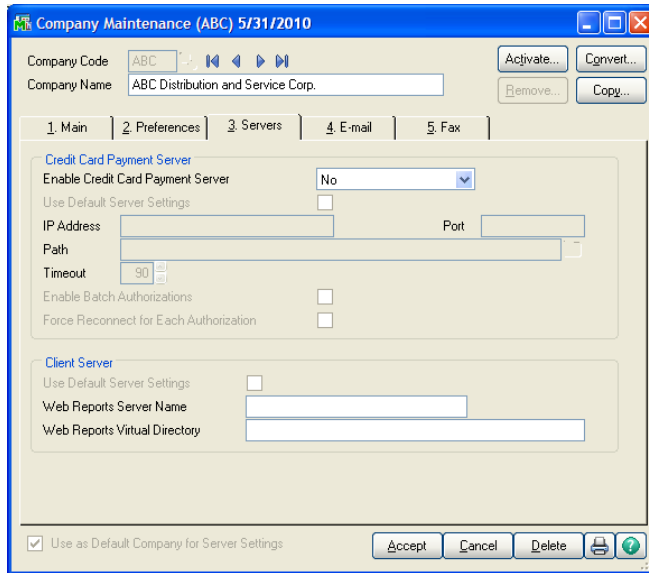 Company Maintenance (ABC) 5/31/2010
Company Code ABC Activate... Convert...
Company Name ABC Distribution and Service Corp. Remove... Copy...
1. Main 2. Preferences 3. Servers 4. E-mail 5. Fax
Credit Card Payment Server
Enable Credit Card Payment Server No
Use Default Server Settings
IP Address Port
Path
Timeout 90
Enable Batch Authorizations
Force Reconnect for Each Authorization
Client Server
Use Default Server Settings
Web Reports Server Name
Web Reports Virtual Directory
Use as Default Company for Server Settings Accept Cancel Delete